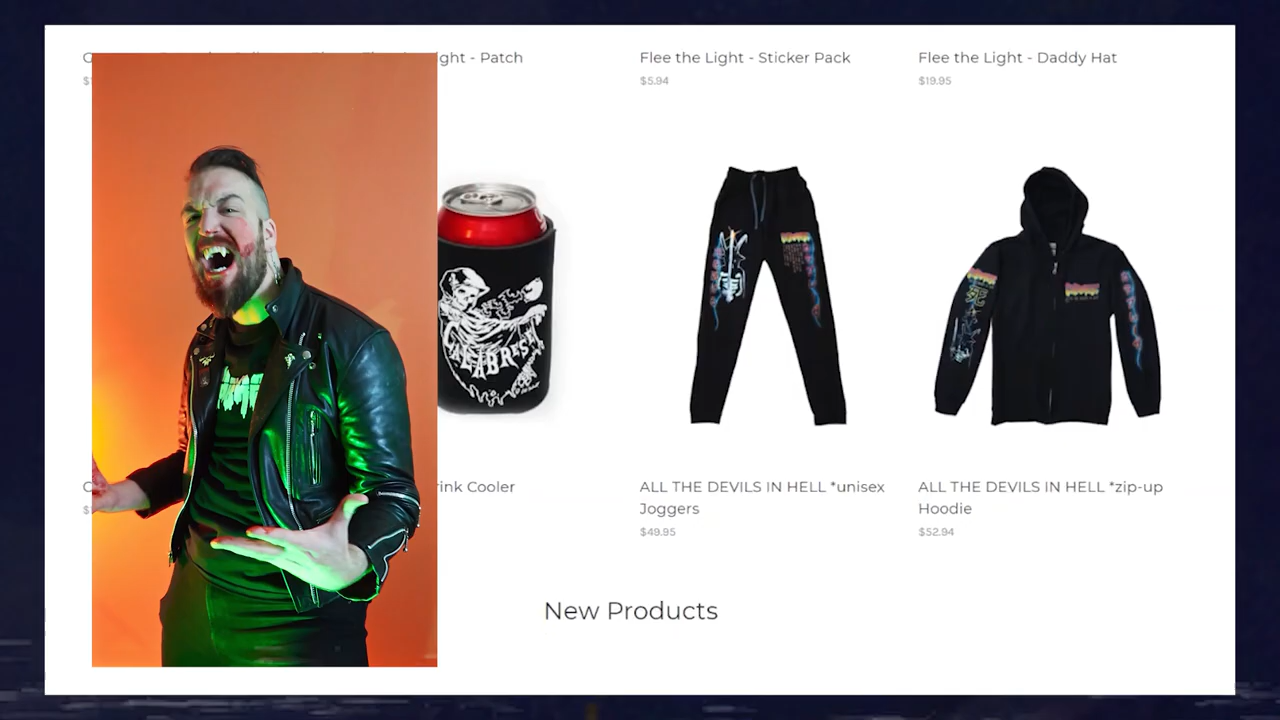 ght - Patch
Flee the Light - Sticker Pack
Flee the Light - Daddy Hat
$5.94
$19.95
CALABRESE
rink Cooler
ALL THE DEVILS IN HELL *unisex
Joggers
$49.95
ALL THE DEVILS IN HELL *zip-up
Hoodie
$52.94
New Products